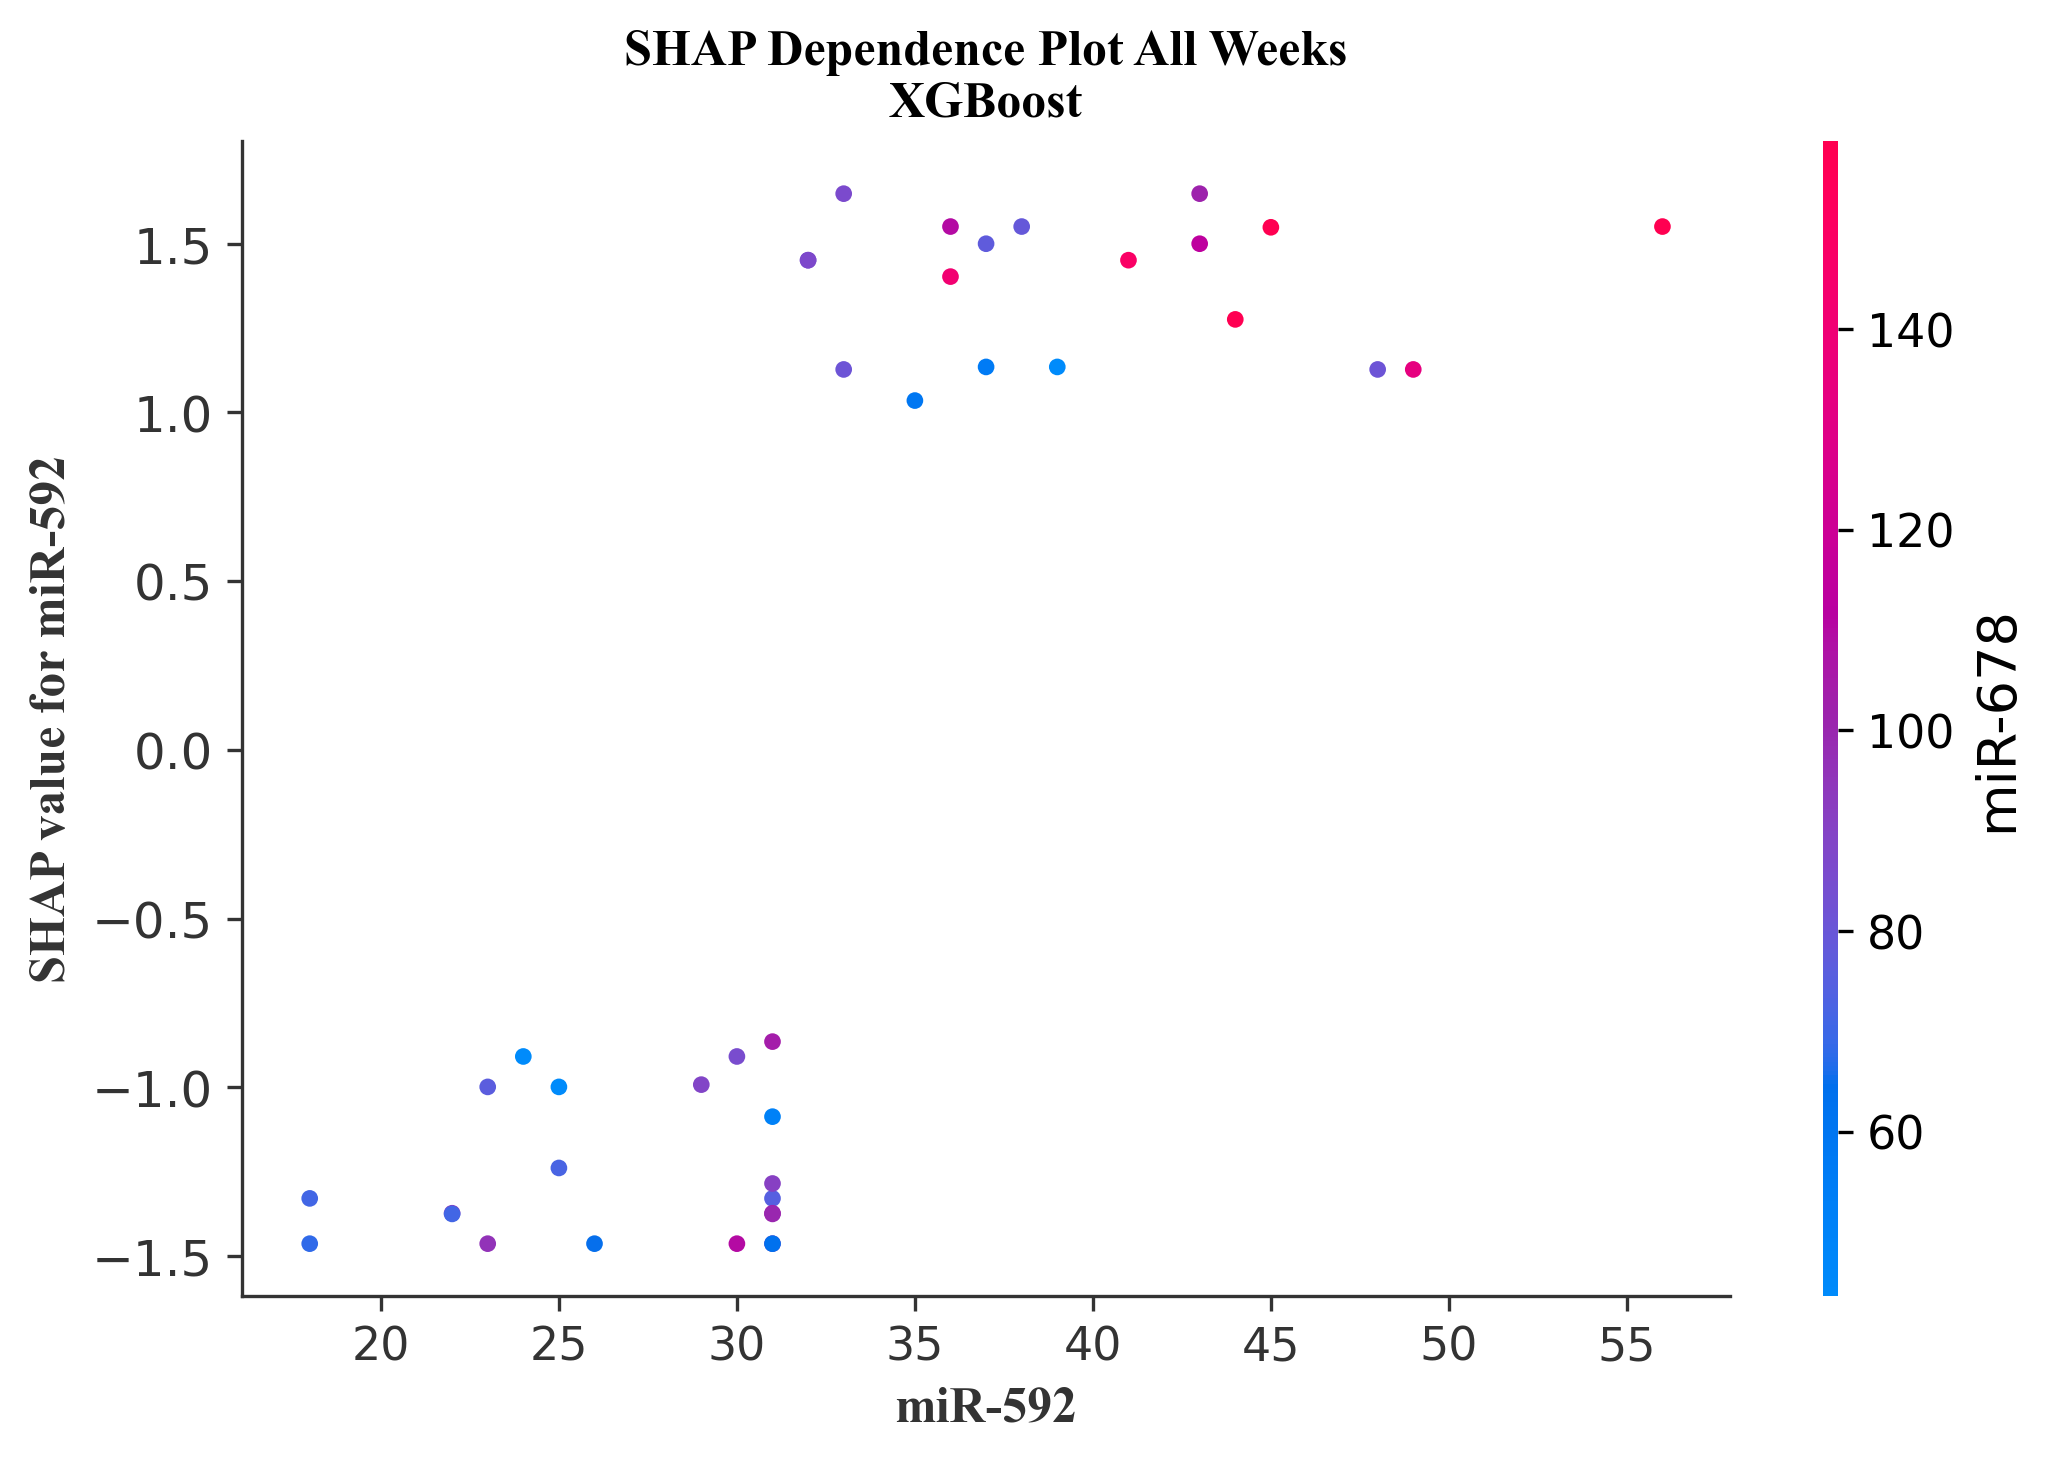 SHAP Dependence Plot All Weeks
XGBoost
SHAP value for miR-592
1.5
1.0
0.5
0.0
−0.5
−1.0
−1.5
20 25 30 35 40 45 50 55
miR-592
140
120
100
80
60
miR-678